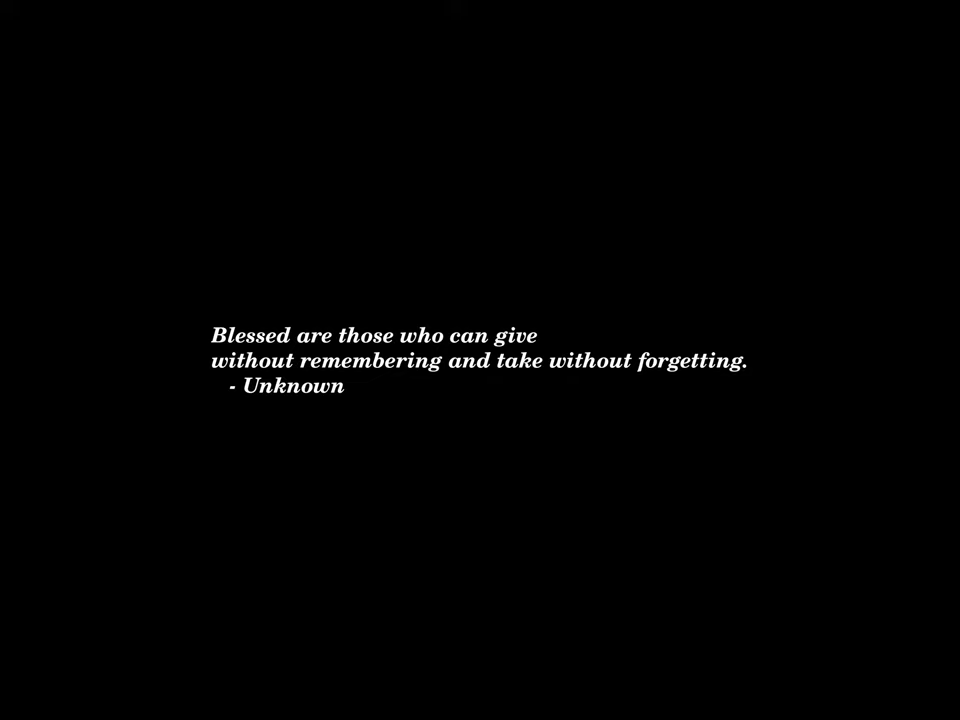 Blessed are those who can give
without remembering and take without forgetting.
- Unknown